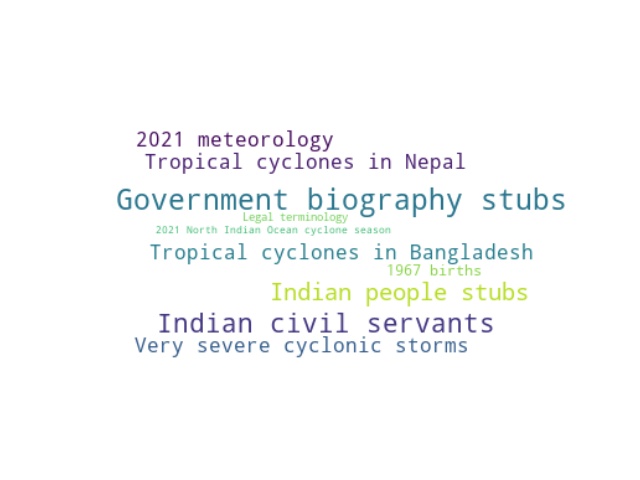 2021 meteorology
Tropical cyclones in Nepal
Government biography stubs
Legal terminology
2021 North Indian Ocean cyclone season
Tropical cyclones in Bangladesh
1967 births
Indian people stubs
Indian civil servants
Very severe cyclonic storms